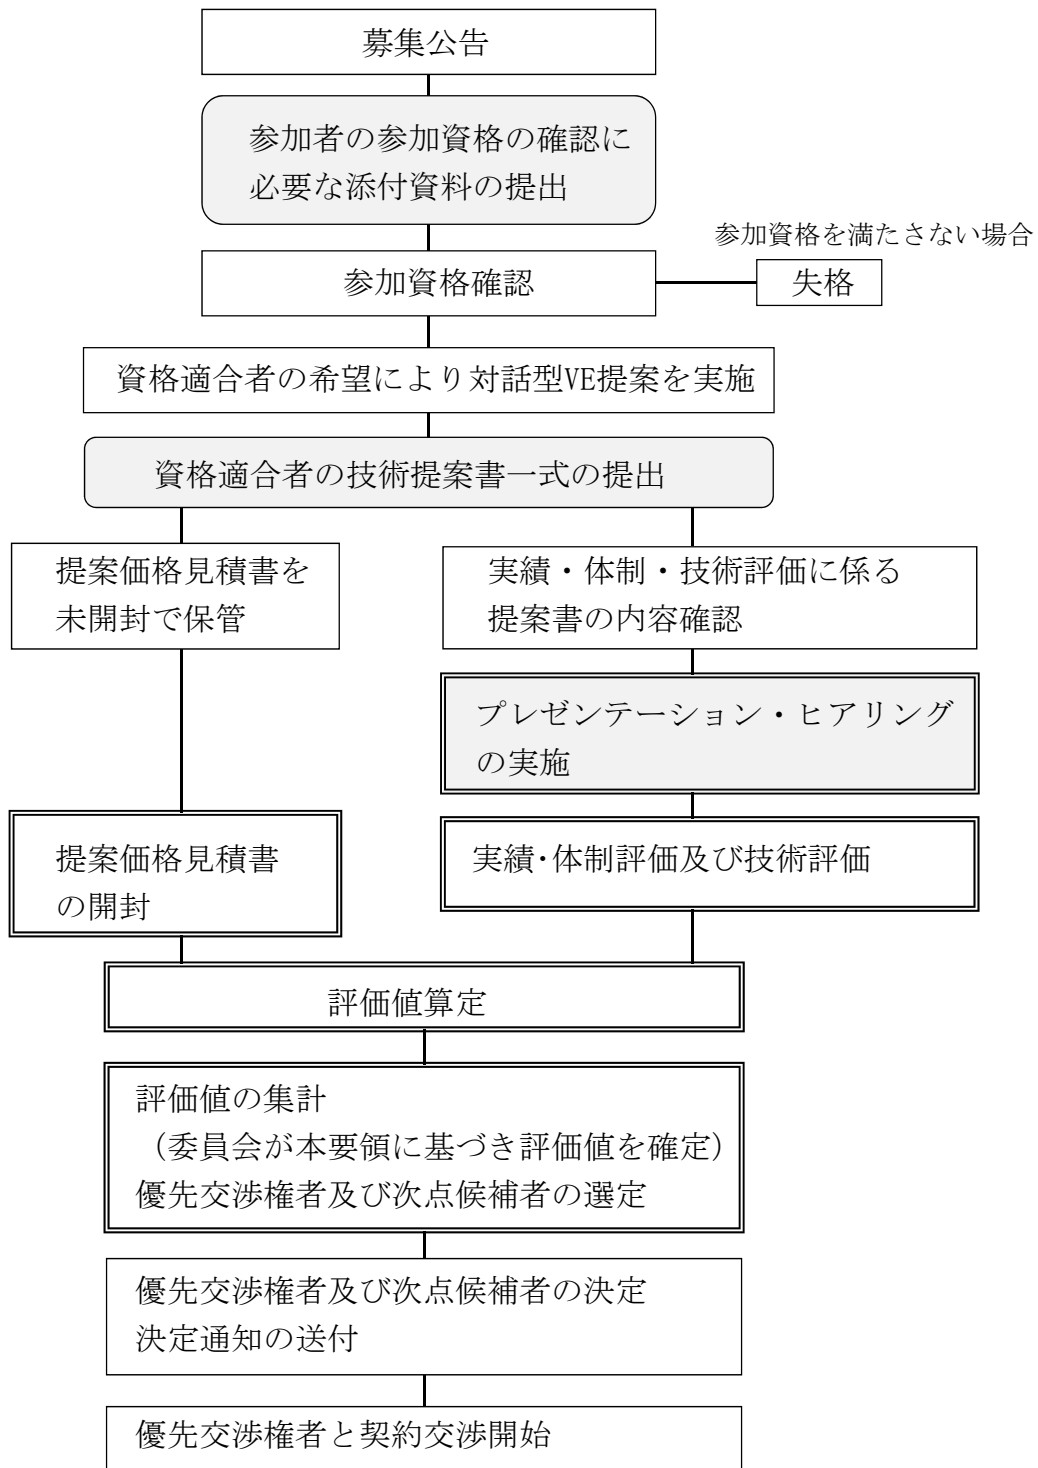 募集公告
参加者の参加資格の確認に
必要な添付資料の提出
参加資格を満たさない場合
参加資格確認
失格
資格適合者の希望により対話型VE提案を実施
資格適合者の技術提案書一式の提出
提案価格見積書を
未開封で保管
実績・体制・技術評価に係る
提案書の内容確認
プレゼンテーション・ヒアリング
の実施
提案価格見積書
の開封
実績･体制評価及び技術評価
評価値算定
評価値の集計
（委員会が本要領に基づき評価値を確定）
優先交渉権者及び次点候補者の選定
優先交渉権者及び次点候補者の決定
決定通知の送付
優先交渉権者と契約交渉開始